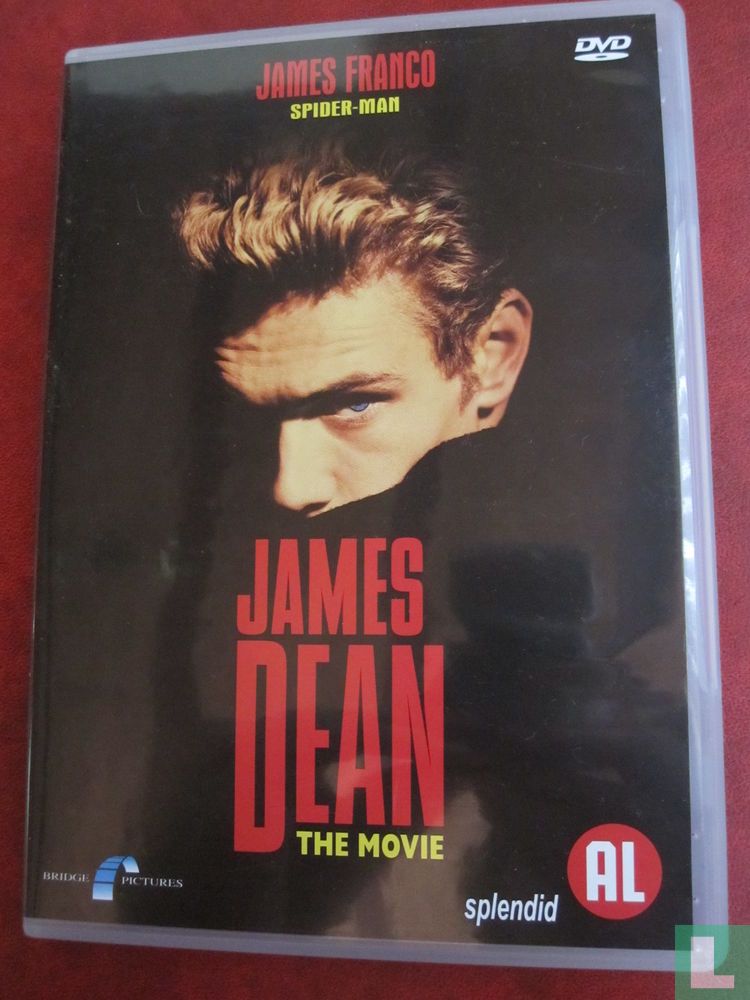 DVD
JAMES FRANCO
SPIDER-MAN
JAMES
DEAN
THE MOVIE
BRIDGE PICTURES
splendid
AL
L